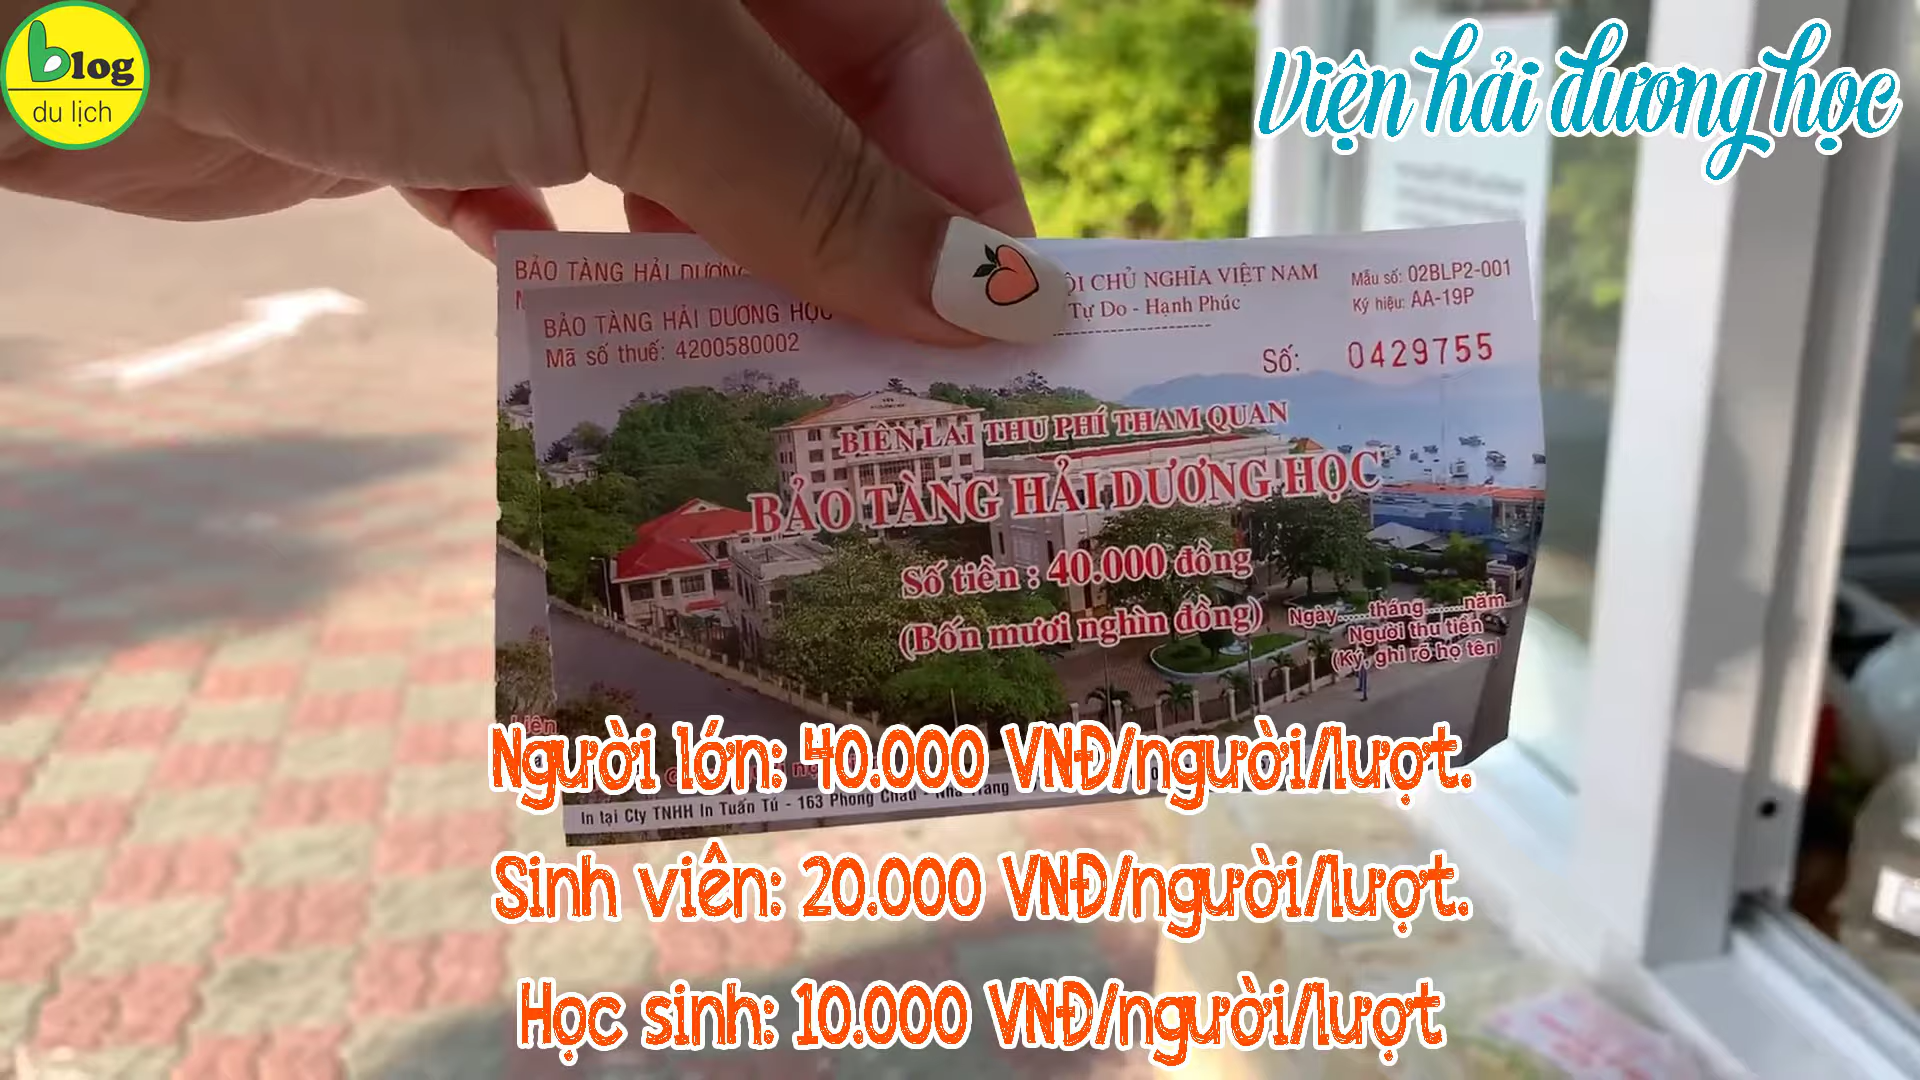 blog
du lịch
Viện hải dương học
BẢO TÀNG HẢI DƯƠNG
BẢO TÀNG HẢI DƯƠNG HỌC
Mã số thuế: 4200580002
CHỦ NGHĨA VIỆT NAM
Tự Do - Hạnh Phúc
Mẫu số: 02BLP2-001
Ký hiệu: AA-19P
Số: 0429755
BIÊN LAI THU PHÍ THAM QUAN
BẢO TÀNG HẢI DƯƠNG HỌC
Số tiền : 40.000 đồng
(Bốn mươi nghìn đồng)
Ngày......tháng.......năm
Người thu tiền
(Ký, ghi rõ họ tên)
Người lớn: 40.000 VNĐ/người/lượt.
In tại Cty TNHH In Tuấn Tú - 163 Phong Châu - Nha Trang
Sinh viên: 20.000 VNĐ/người/lượt.
Học sinh: 10.000 VNĐ/người/lượt